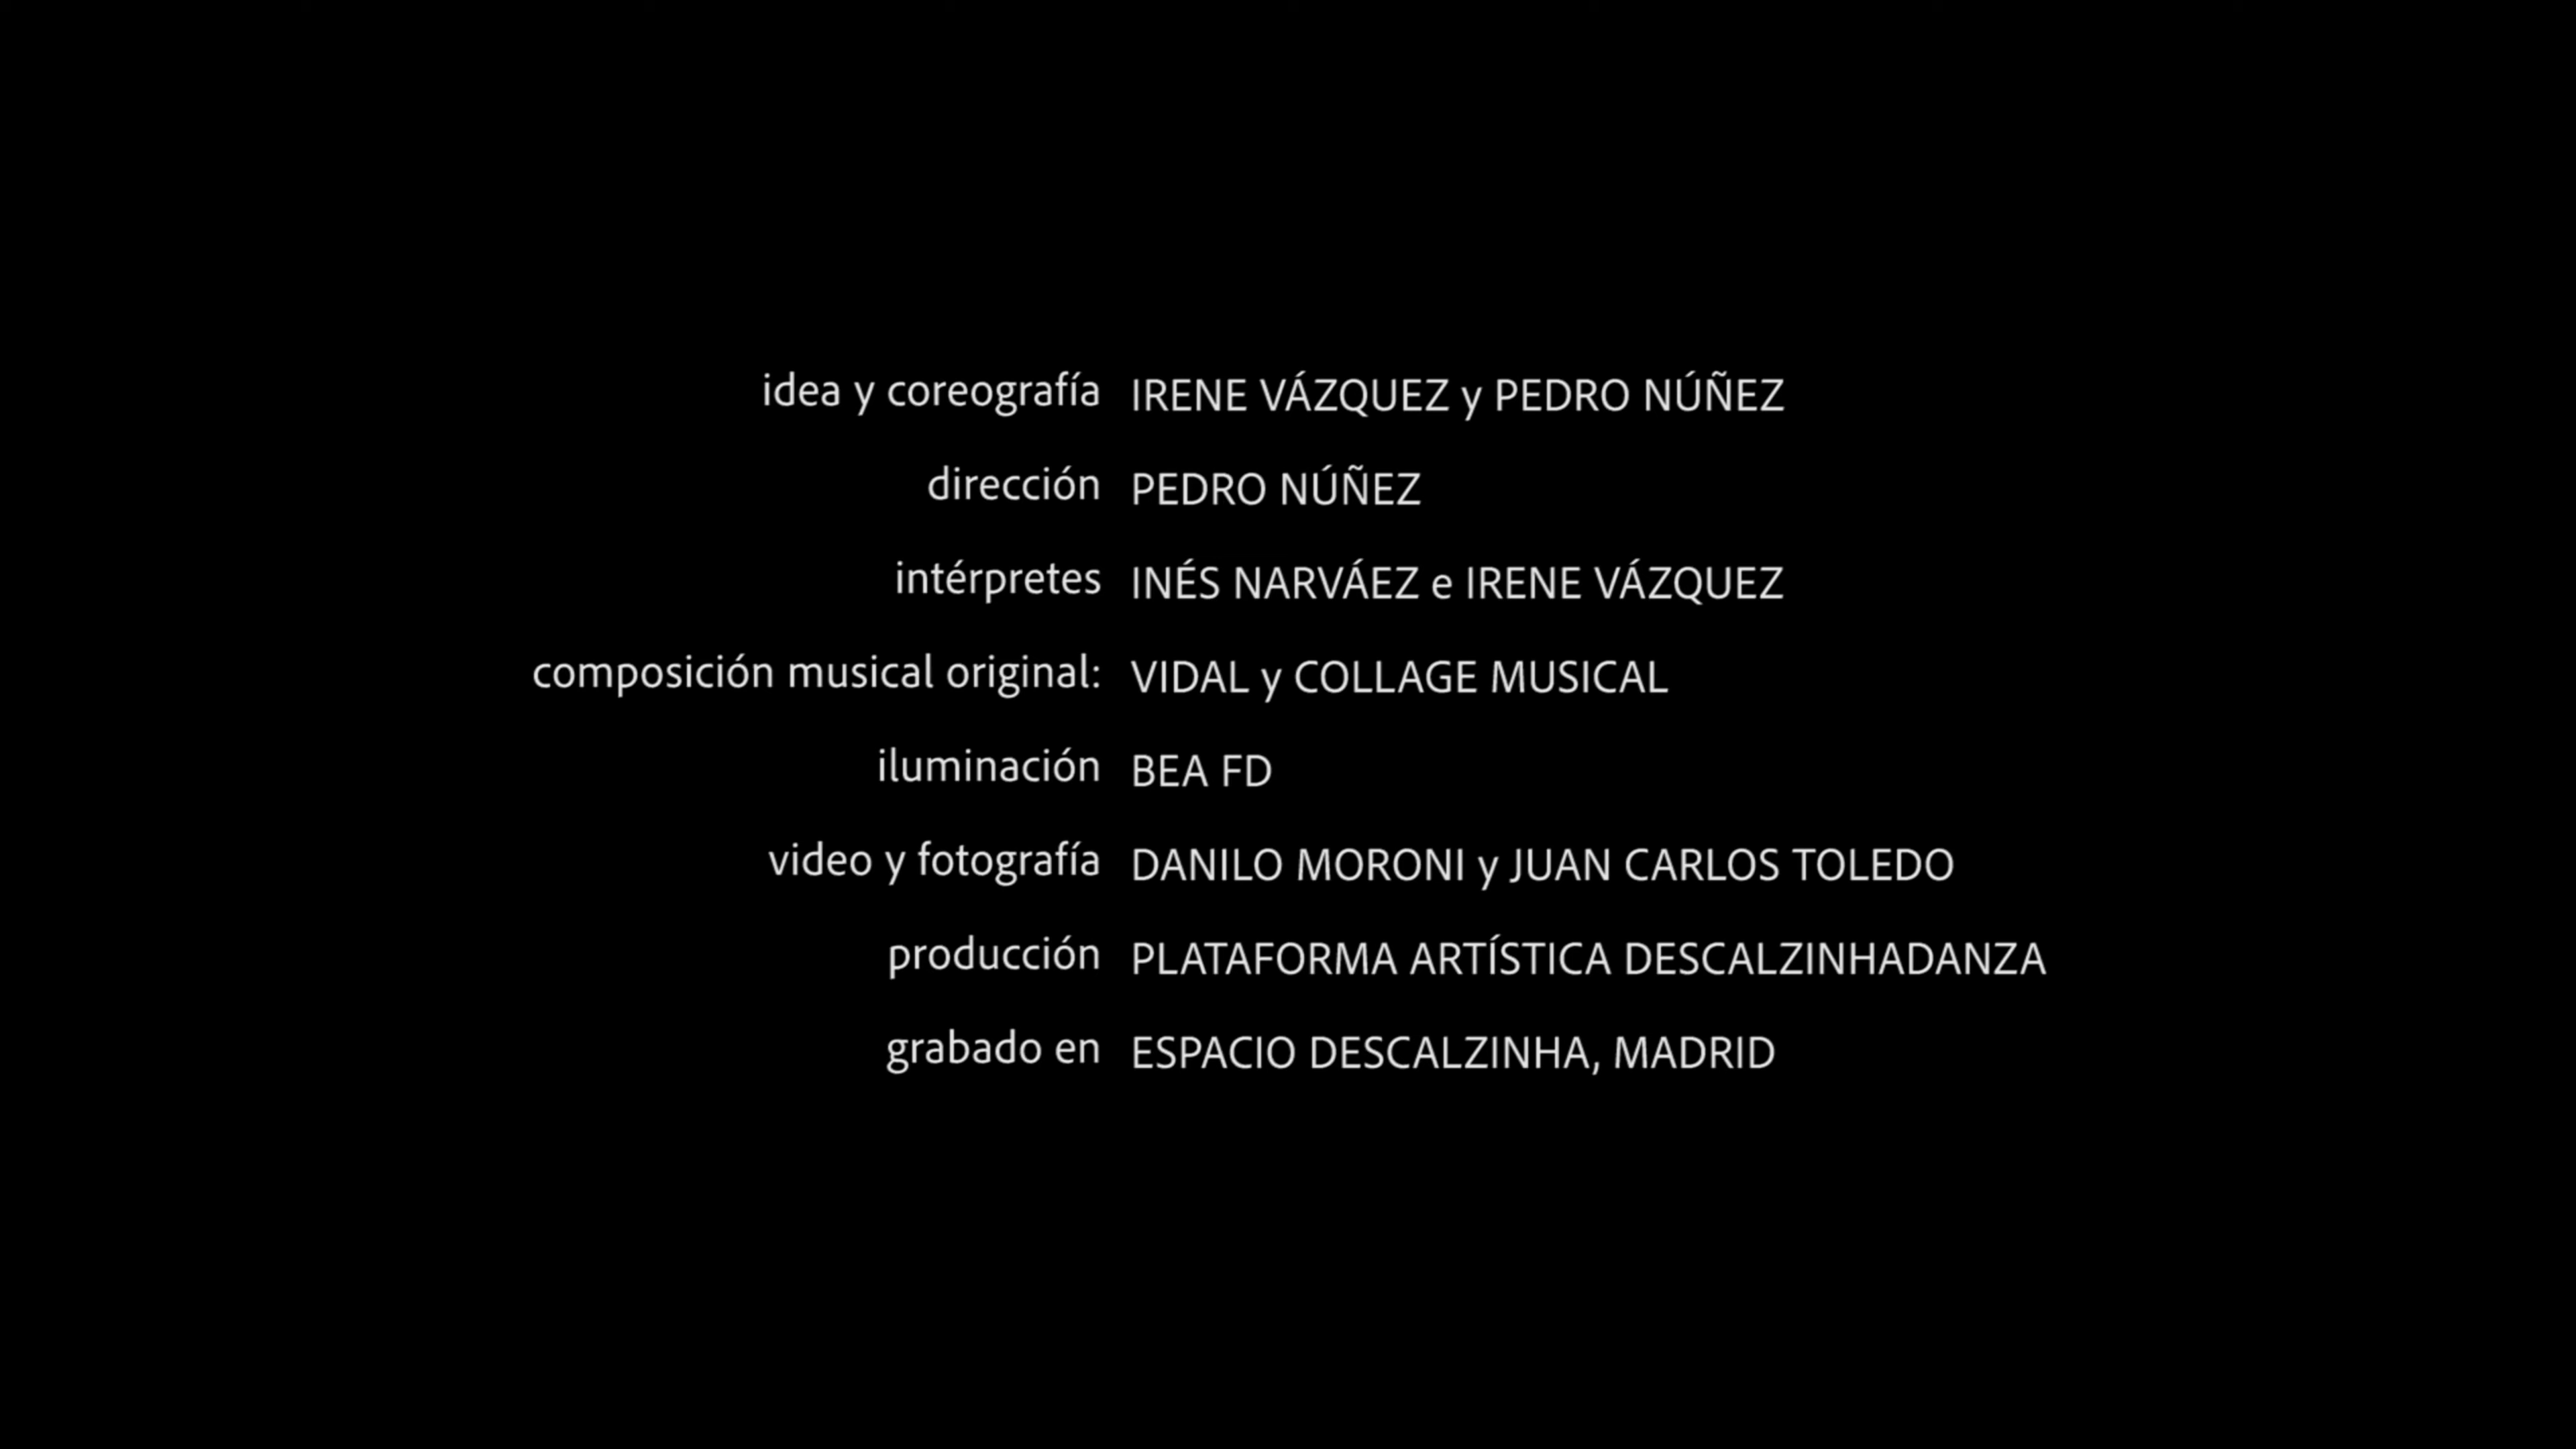 idea y coreografía IRENE VÁZQUEZ y PEDRO NÚÑEZ
dirección PEDRO NÚÑEZ
intérpretes INÉS NARVÁEZ e IRENE VÁZQUEZ
composición musical original: VIDAL y COLLAGE MUSICAL
iluminación BEA FD
video y fotografía DANILO MORONI y JUAN CARLOS TOLEDO
producción PLATAFORMA ARTÍSTICA DESCALZINHADANZA
grabado en ESPACIO DESCALZINHA, MADRID